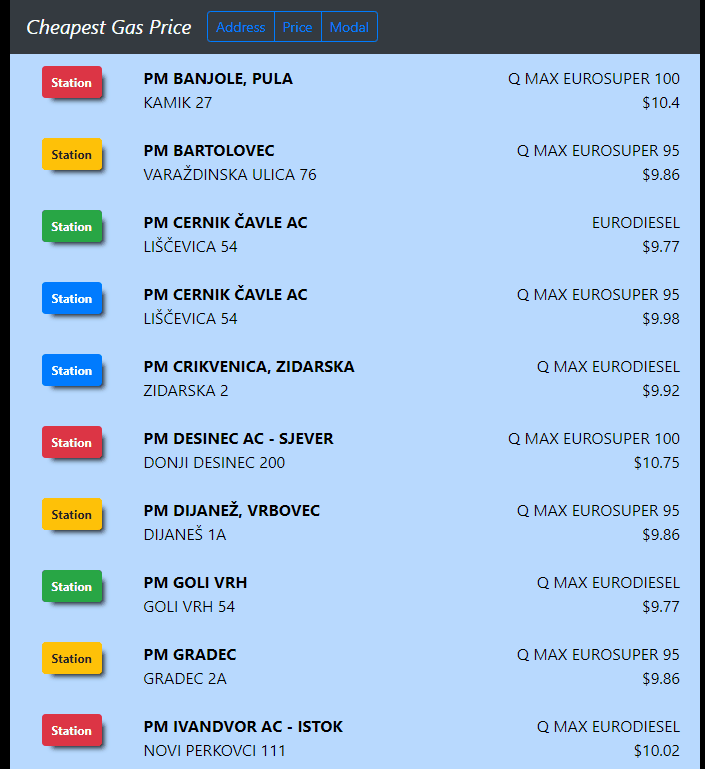 Cheapest Gas Price Address Price Modal
Station PM BANJOLE, PULA Q MAX EUROSUPER 100
KAMIK 27 $10.4
Station PM BARTOLOVEC Q MAX EUROSUPER 95
VARAŽDINSKA ULICA 76 $9.86
Station PM CERNIK ČAVLE AC EURODIESEL
LIŠČEVICA 54 $9.77
Station PM CERNIK ČAVLE AC Q MAX EUROSUPER 95
LIŠČEVICA 54 $9.98
Station PM CRIKVENICA, ZIDARSKA Q MAX EURODIESEL
ZIDARSKA 2 $9.92
Station PM DESINEC AC - SJEVER Q MAX EUROSUPER 100
DONJI DESINEC 200 $10.75
Station PM DIJANEŽ, VRBOVEC Q MAX EUROSUPER 95
DIJANEŠ 1A $9.86
Station PM GOLI VRH Q MAX EURODIESEL
GOLI VRH 54 $9.77
Station PM GRADEC Q MAX EUROSUPER 95
GRADEC 2A $9.86
Station PM IVANDVOR AC - ISTOK Q MAX EURODIESEL
NOVI PERKOVCI 111 $10.02